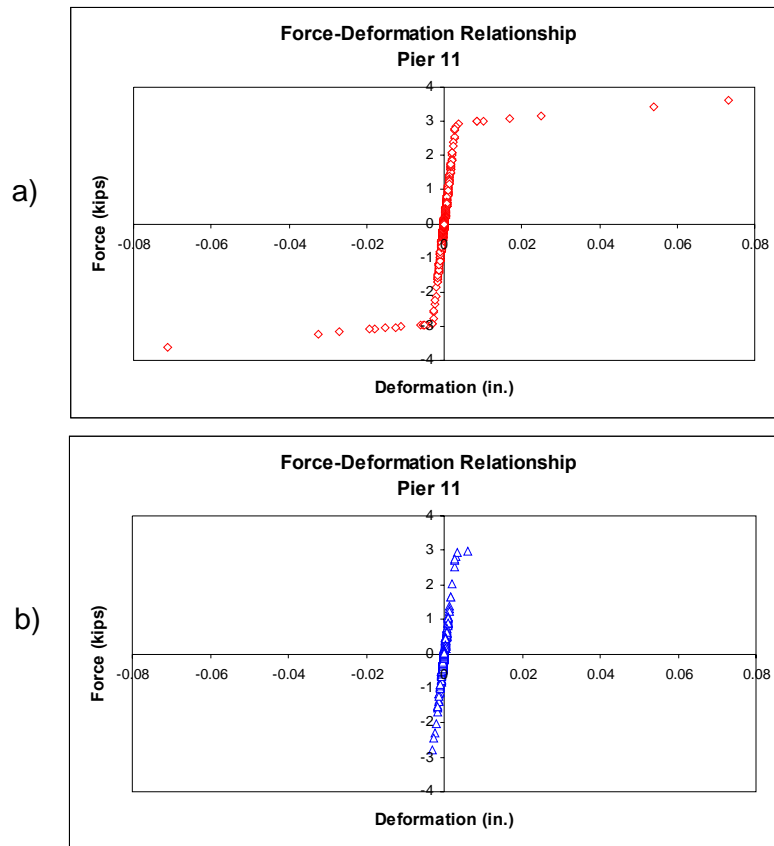 a)
Force-Deformation Relationship
Pier 11
Force (kips)
4
3
2
1
0
-1
-2
-3
-4
-0.08 -0.06 -0.04 -0.02 0 0.02 0.04 0.06 0.08
Deformation (in.)
b)
Force-Deformation Relationship
Pier 11
Force (kips)
4
3
2
1
0
-1
-2
-3
-4
-0.08 -0.06 -0.04 -0.02 0 0.02 0.04 0.06 0.08
Deformation (in.)